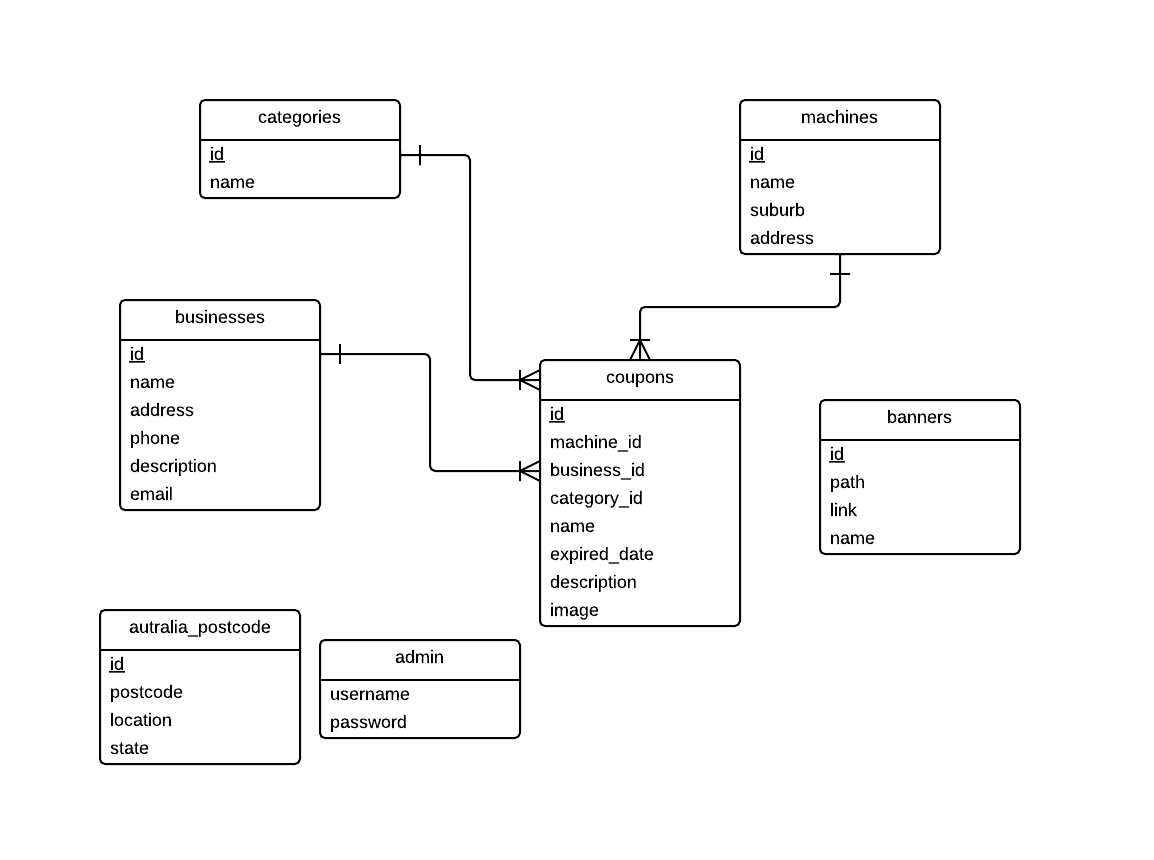 categories
id
name
machines
id
name
suburb
address
businesses
id
name
address
phone
description
email
coupons
id
machine_id
business_id
category_id
name
expired_date
description
image
banners
id
path
link
name
autralia_postcode
id
postcode
location
state
admin
username
password